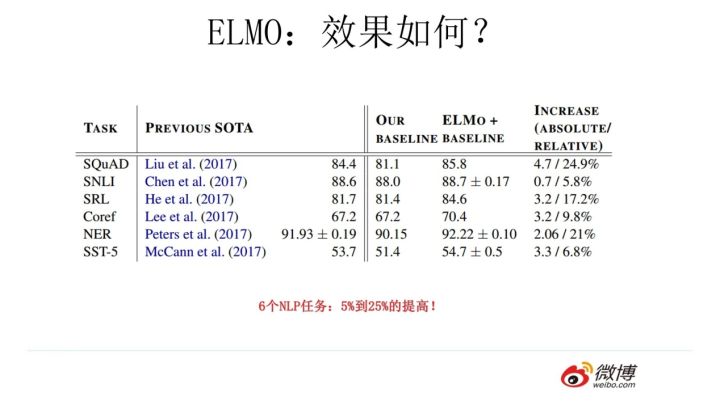 ELMO：效果如何？
TASK PREVIOUS SOTA OUR BASELINE ELMO + BASELINE INCREASE (ABSOLUTE/ RELATIVE)
SQuAD Liu et al. (2017) 84.4 81.1 85.8 4.7 / 24.9%
SNLI Chen et al. (2017) 88.6 88.0 88.7 ± 0.17 0.7 / 5.8%
SRL He et al. (2017) 81.7 81.4 84.6 3.2 / 17.2%
Coref Lee et al. (2017) 67.2 67.2 70.4 3.2 / 9.8%
NER Peters et al. (2017) 91.93 ± 0.19 90.15 92.22 ± 0.10 2.06 / 21%
SST-5 McCann et al. (2017) 53.7 51.4 54.7 ± 0.5 3.3 / 6.8%
6个NLP任务：5%到25%的提高！
微博
weibo.com